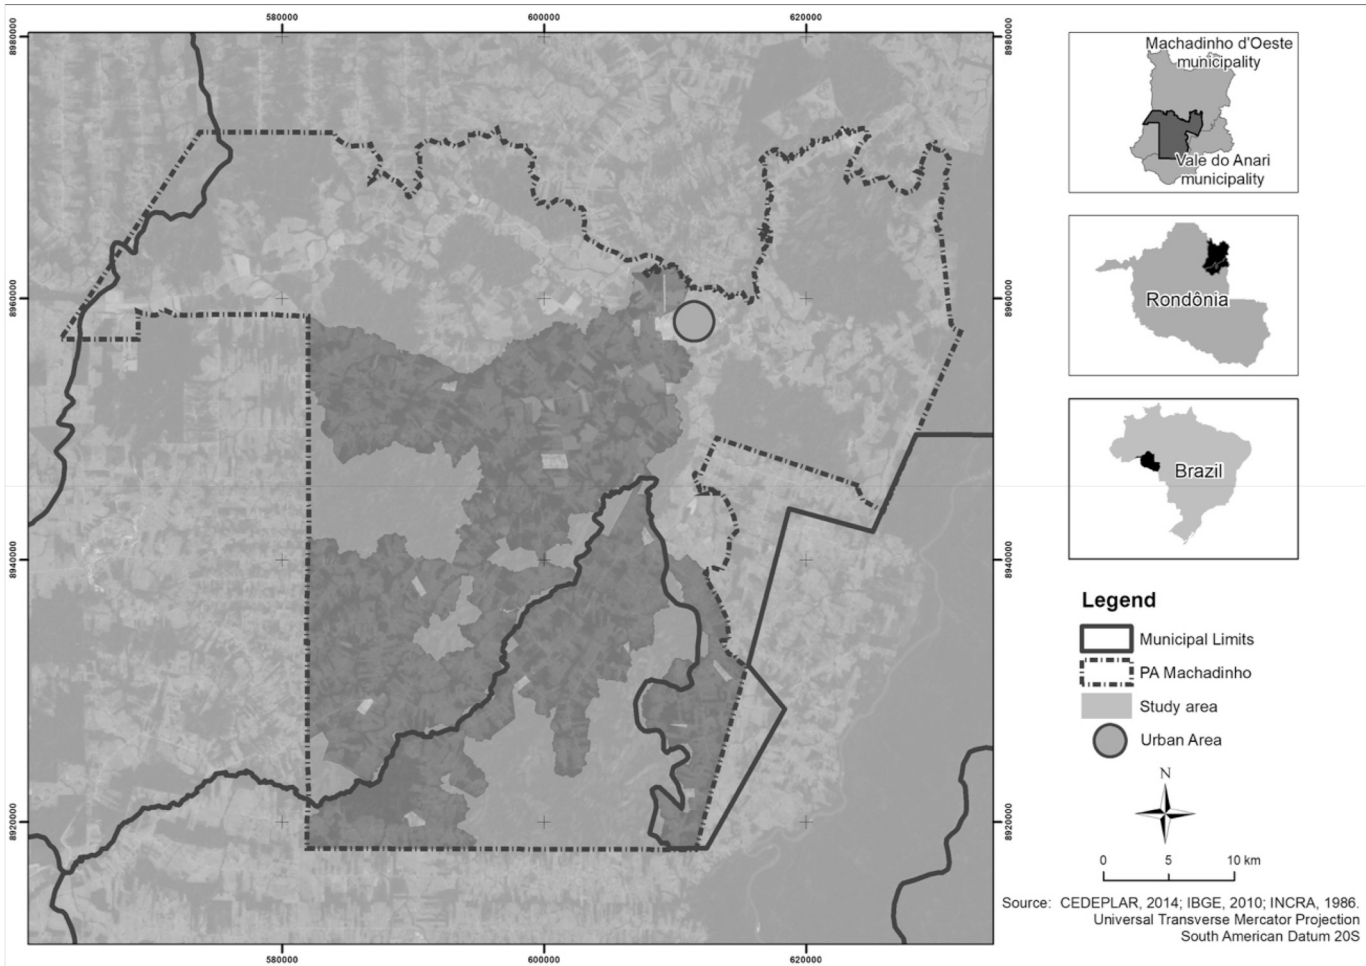 580000
600000
620000
8980000
8980000
8960000
8960000
8940000
8940000
8920000
8920000
580000
600000
620000
Machadinho d'Oeste
municipality
Vale do Anari
municipality
Rondônia
Brazil
Legend
Municipal Limits
PA Machadinho
Study area
Urban Area
N
0 5 10 km
Source: CEDEPLAR, 2014; IBGE, 2010; INCRA, 1986.
Universal Transverse Mercator Projection
South American Datum 20S